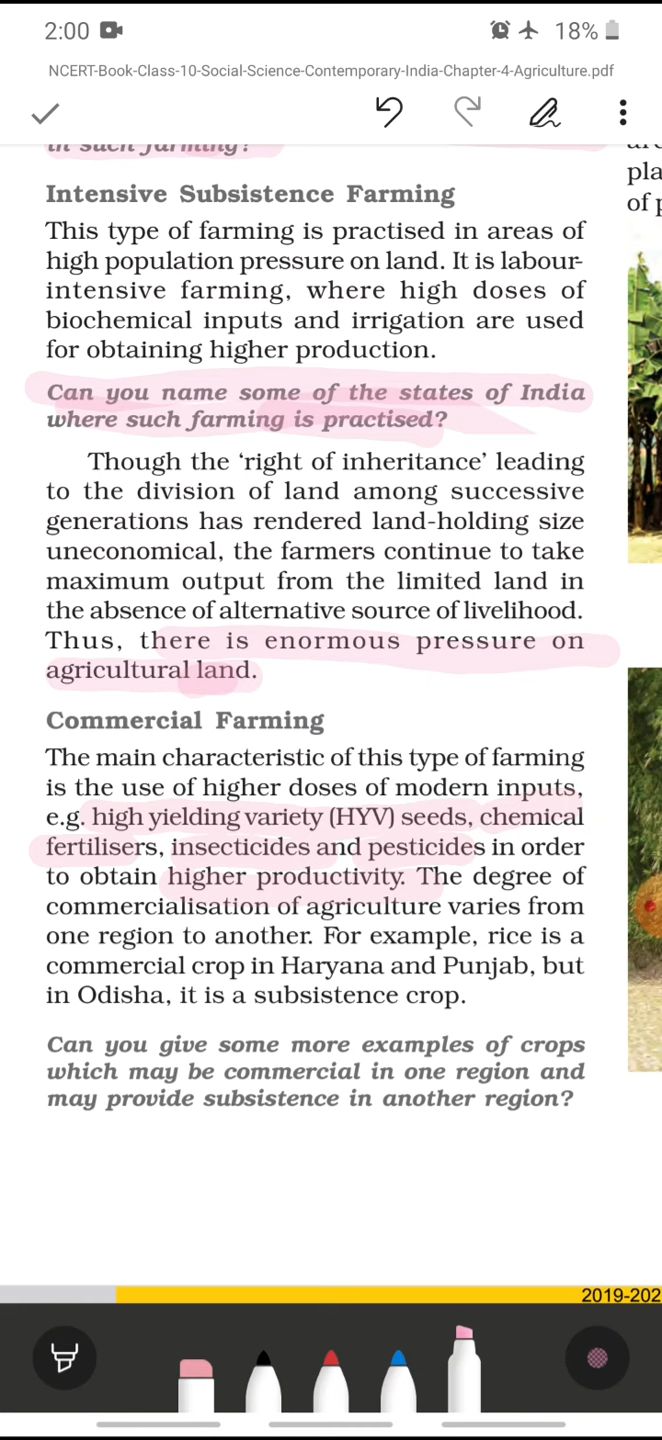 2:00
18%
NCERT-Book-Class-10-Social-Science-Contemporary-India-Chapter-4-Agriculture.pdf
in such farming?
pla
of p
Intensive Subsistence Farming
This type of farming is practised in areas of
high population pressure on land. It is labour-
intensive farming, where high doses of
biochemical inputs and irrigation are used
for obtaining higher production.
Can you name some of the states of India
where such farming is practised?
Though the ‘right of inheritance’ leading
to the division of land among successive
generations has rendered land-holding size
uneconomical, the farmers continue to take
maximum output from the limited land in
the absence of alternative source of livelihood.
Thus, there is enormous pressure on
agricultural land.
Commercial Farming
The main characteristic of this type of farming
is the use of higher doses of modern inputs,
e.g. high yielding variety (HYV) seeds, chemical
fertilisers, insecticides and pesticides in order
to obtain higher productivity. The degree of
commercialisation of agriculture varies from
one region to another. For example, rice is a
commercial crop in Haryana and Punjab, but
in Odisha, it is a subsistence crop.
Can you give some more examples of crops
which may be commercial in one region and
may provide subsistence in another region?
2019-202